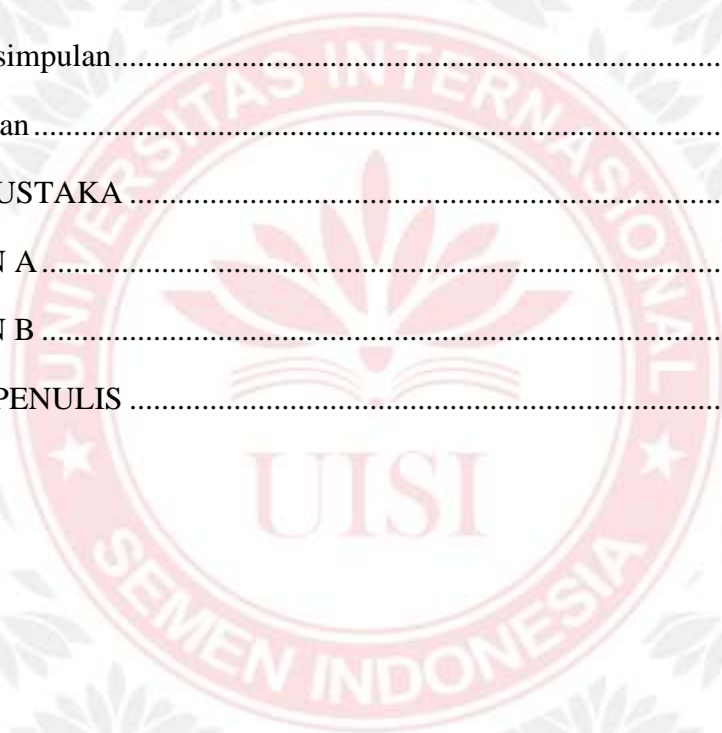 simpulan
an
USTAKA
N A
N B
PENULIS
UNIVERSITAS INTERNASIONAL
UISI
SEMEN INDONESIA